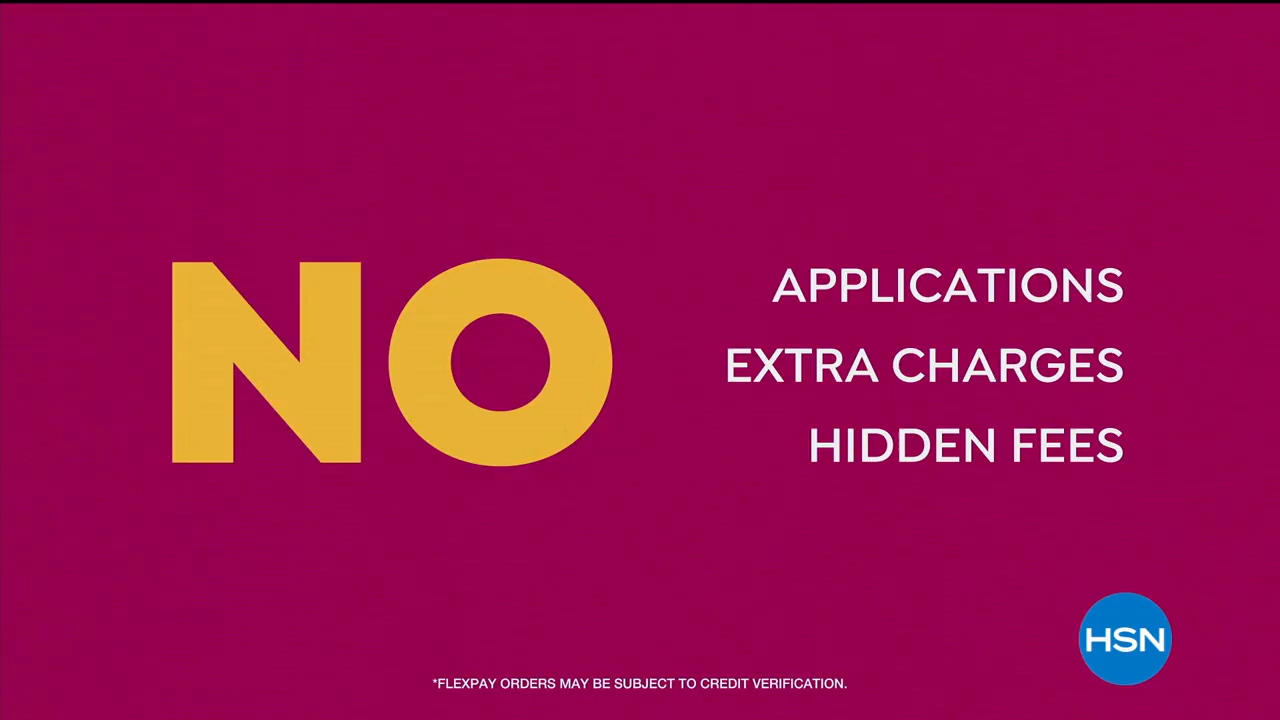 NO
APPLICATIONS
EXTRA CHARGES
HIDDEN FEES
HSN
*FLEXPAY ORDERS MAY BE SUBJECT TO CREDIT VERIFICATION.